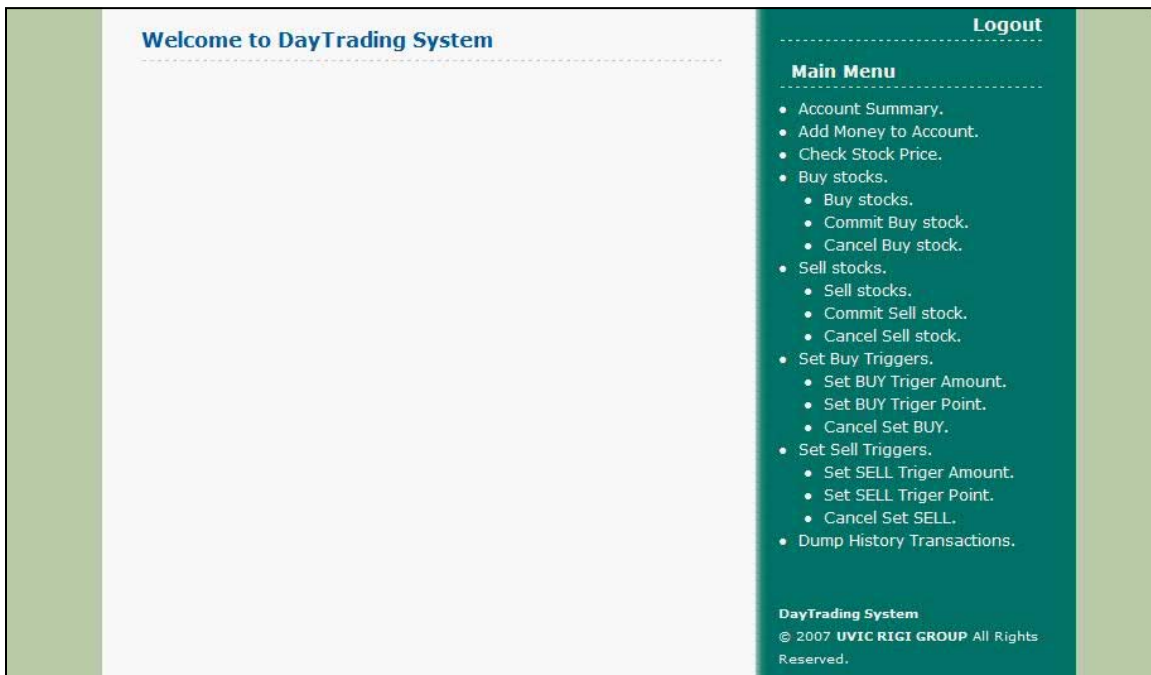 Welcome to DayTrading System
Logout
Main Menu
Account Summary.
Add Money to Account.
Check Stock Price.
Buy stocks.
Buy stocks.
Commit Buy stock.
Cancel Buy stock.
Sell stocks.
Sell stocks.
Commit Sell stock.
Cancel Sell stock.
Set Buy Triggers.
Set BUY Triger Amount.
Set BUY Triger Point.
Cancel Set BUY.
Set Sell Triggers.
Set SELL Triger Amount.
Set SELL Triger Point.
Cancel Set SELL.
Dump History Transactions.
DayTrading System
© 2007 UVIC RIGI GROUP All Rights
Reserved.